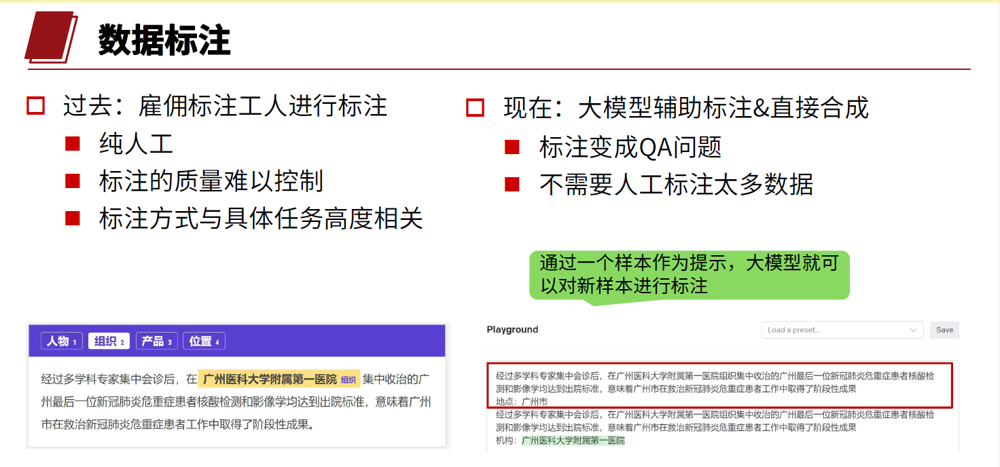 数据标注
过去：雇佣标注工人进行标注
纯人工
标注的质量难以控制
标注方式与具体任务高度相关
现在：大模型辅助标注&直接合成
标注变成QA问题
不需要人工标注太多数据
通过一个样本作为提示，大模型就可
以对新样本进行标注
人物 1 组织 2 产品 3 位置 4
经过多学科专家集中会诊后，在 广州医科大学附属第一医院 组织 集中收治的广
州最后一位新冠肺炎危重症患者核酸检测和影像学均达到出院标准，意味着广州
市在救治新冠肺炎危重症患者工作中取得了阶段性成果。
Playground Load a preset... Save
经过多学科专家集中会诊后，在广州医科大学附属第一医院组织集中收治的广州最后一位新冠肺炎危重症患者核酸检
测和影像学均达到出院标准，意味着广州市在救治新冠肺炎危重症患者工作中取得了阶段性成果
地点：广州市
经过多学科专家集中会诊后，在广州医科大学附属第一医院组织集中收治的广州最后一位新冠肺炎危重症患者核酸检
测和影像学均达到出院标准，意味着广州市在救治新冠肺炎危重症患者工作中取得了阶段性成果
机构：广州医科大学附属第一医院